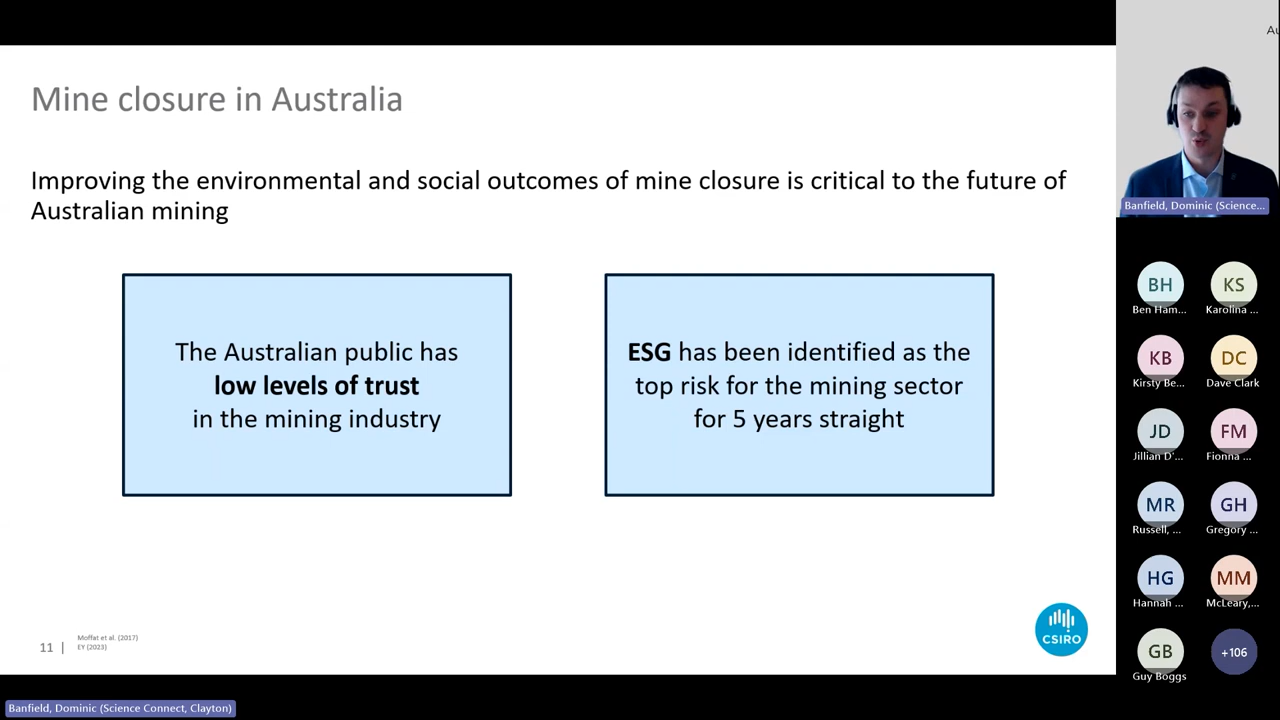 Mine closure in Australia
Improving the environmental and social outcomes of mine closure is critical to the future of
Australian mining
The Australian public has
low levels of trust
in the mining industry
ESG has been identified as the
top risk for the mining sector
for 5 years straight
11 |
Moffat et al. (2017)
EY (2023)
CSIRO
Au
Banfield, Dominic (Science...
BH
Ben Ham...
KS
Karolina ...
KB
Kirsty Be...
DC
Dave Clark
JD
Jillian D'...
FM
Fionna ...
MR
Russell, ...
GH
Gregory ...
HG
Hannah ...
MM
McLeary,...
GB
Guy Boggs
+106
Banfield, Dominic (Science Connect, Clayton)